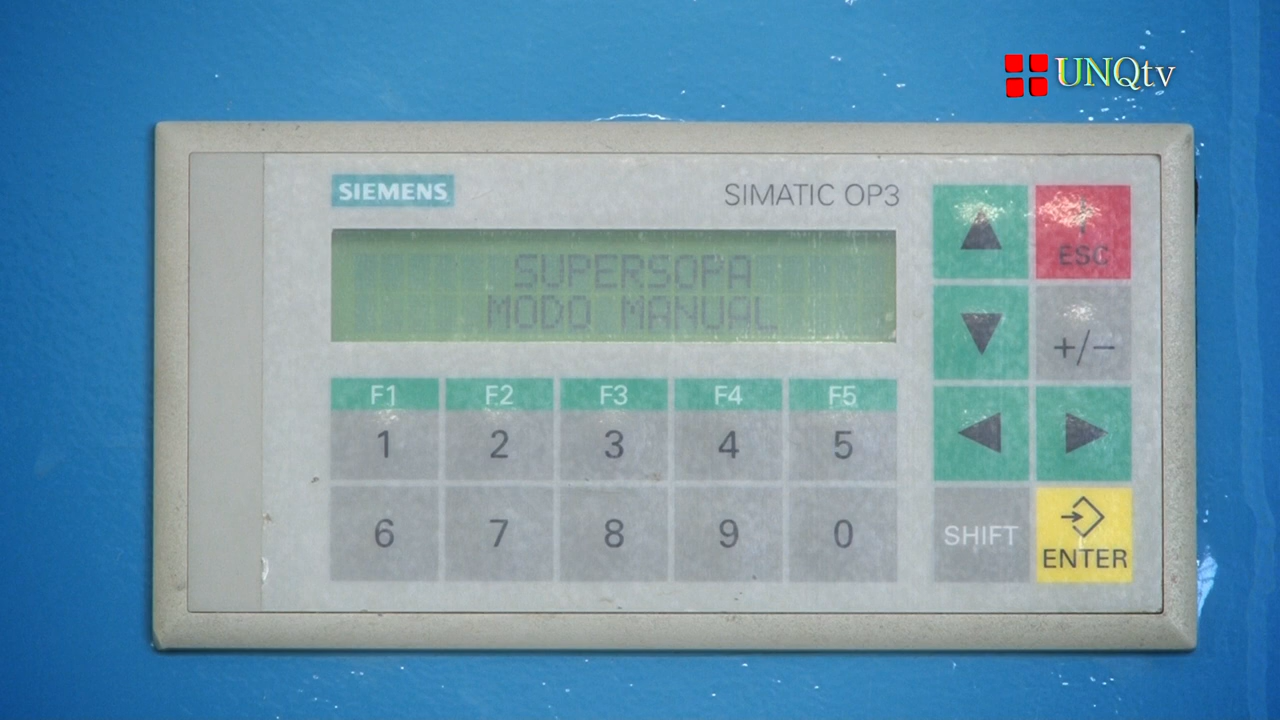 UNQtv
SIEMENS
SIMATIC OP3
SUPERSOPA
MODO MANUAL
ESC
+/-
F1 F2 F3 F4 F5
1 2 3 4 5
6 7 8 9 0
SHIFT
ENTER